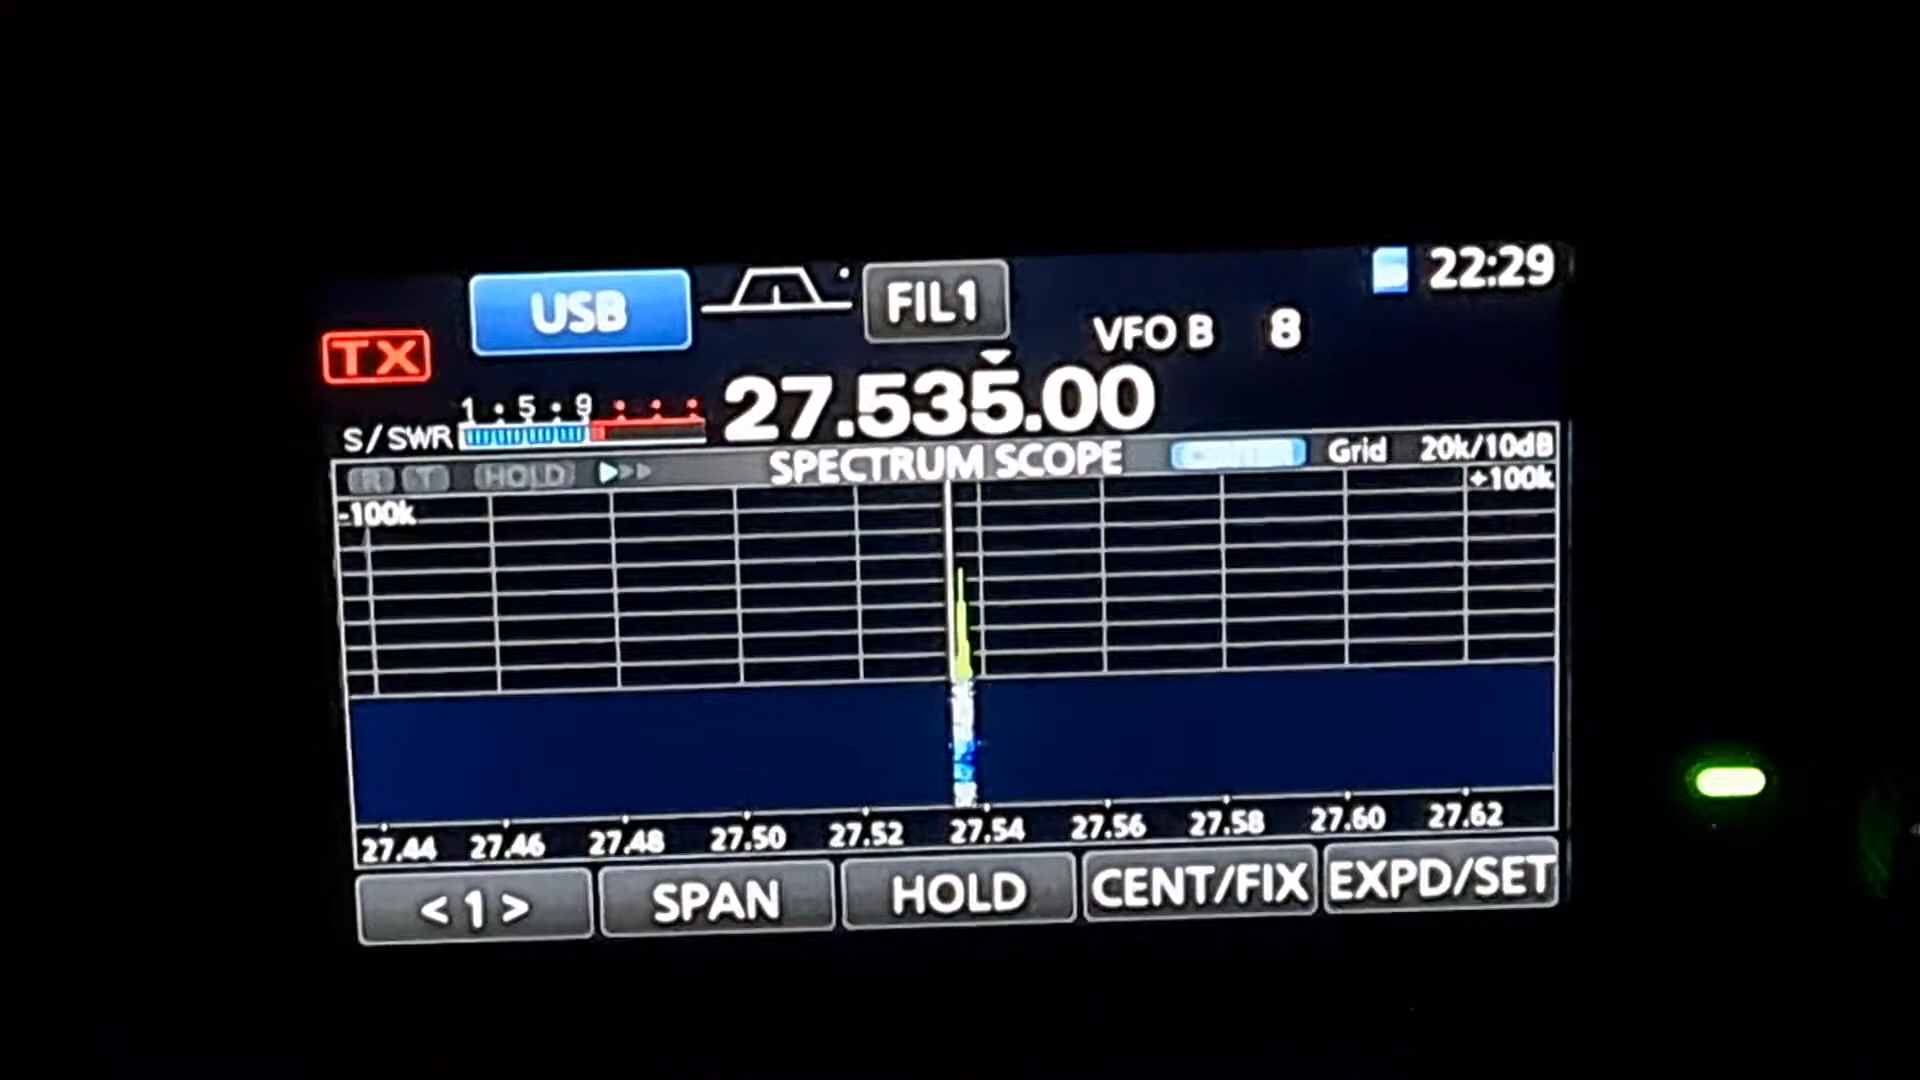 USB FIL1 22:29
TX VFO B 8
1 · 5 · 9
S/SWR 27.535.00
R T HOLD SPECTRUM SCOPE CENTER Grid 20k/10dB
-100k +100k
27.44 27.46 27.48 27.50 27.52 27.54 27.56 27.58 27.60 27.62
< 1 > SPAN HOLD CENT/FIX EXPD/SET